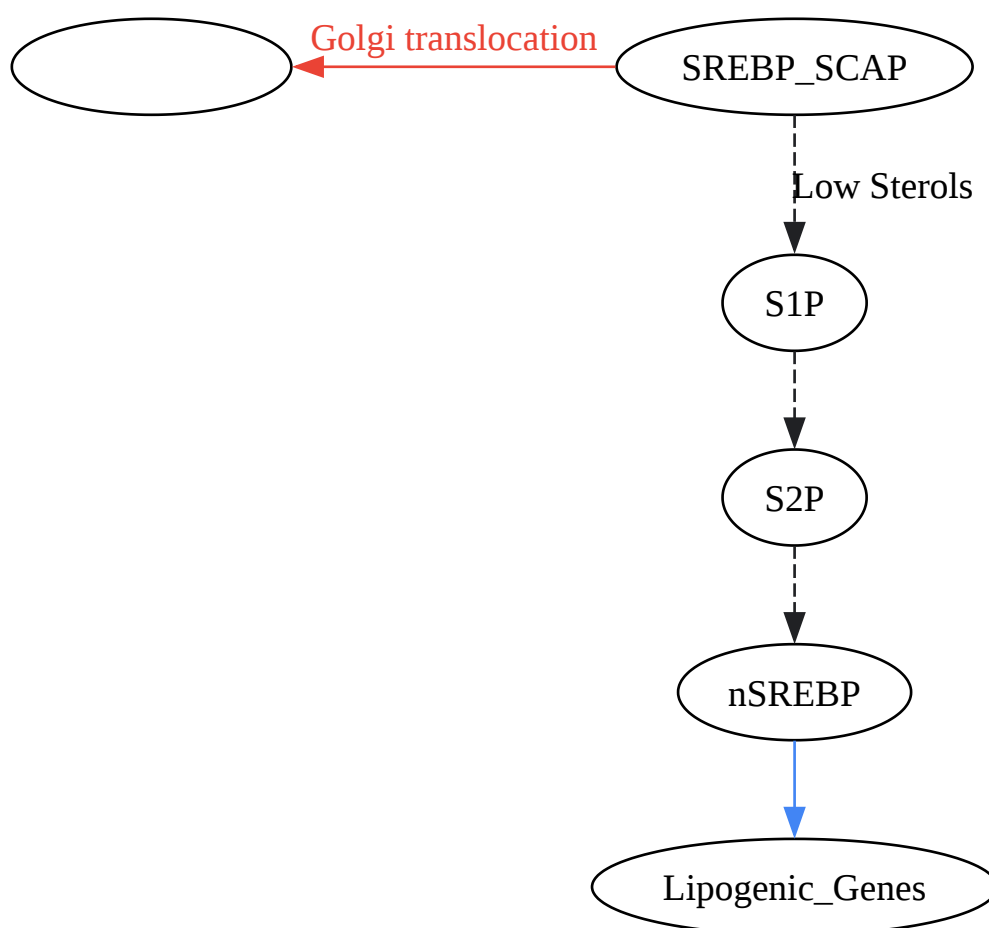 Golgi translocation
SREBP_SCAP
Low Sterols
S1P
S2P
nSREBP
Lipogenic_Genes